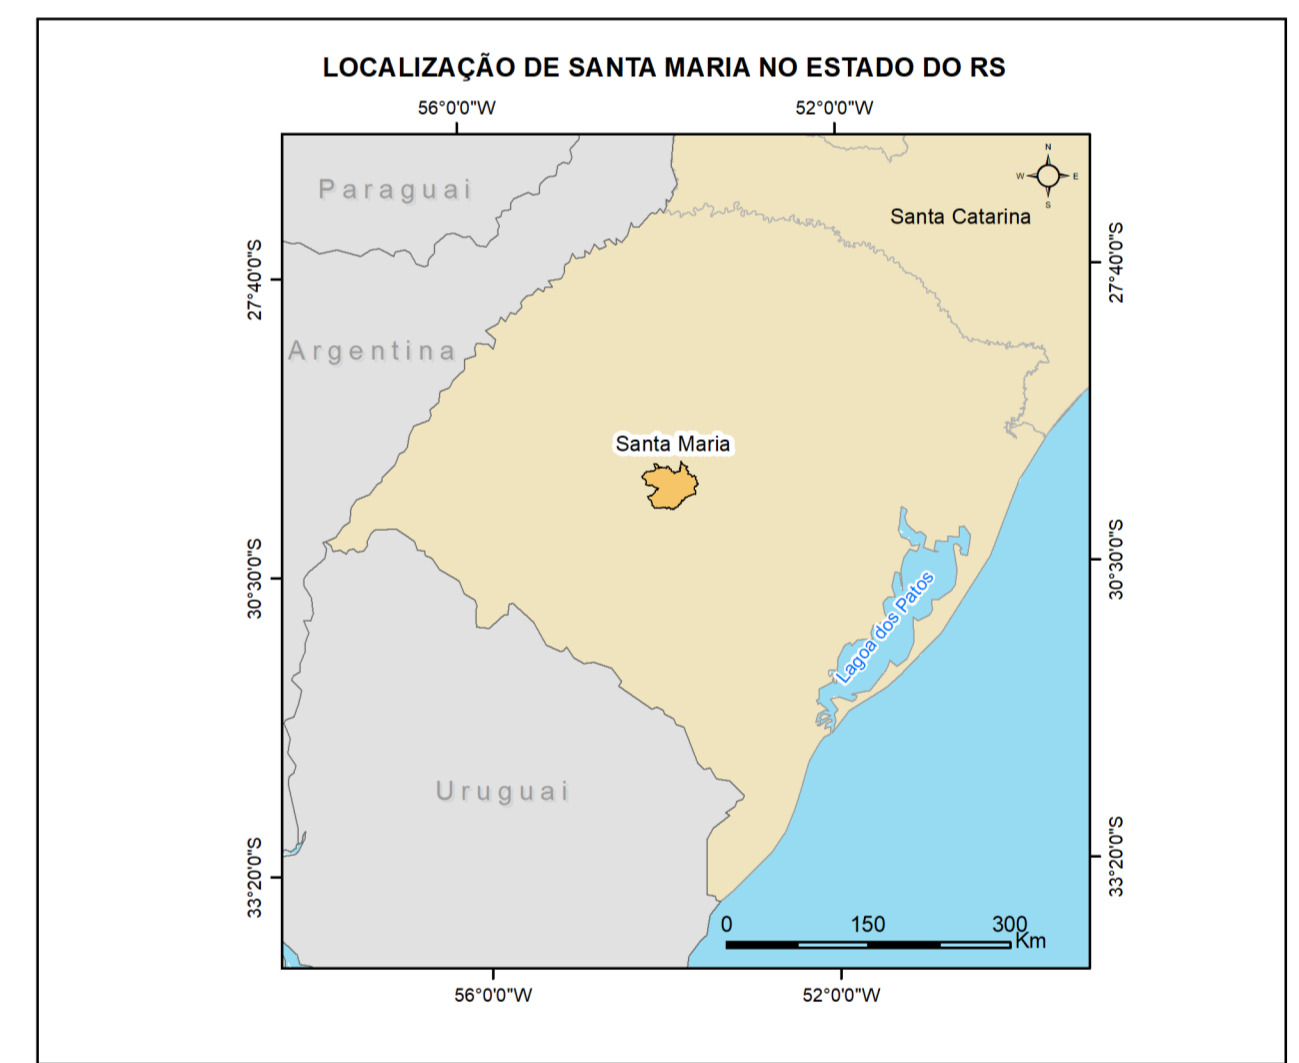 LOCALIZAÇÃO DE SANTA MARIA NO ESTADO DO RS
56°0'0"W
52°0'0"W
N
W
E
S
Paraguai
Santa Catarina
27°40'0"S
27°40'0"S
Argentina
Santa Maria
30°30'0"S
30°30'0"S
Lagoa dos Patos
Uruguai
33°20'0"S
33°20'0"S
0 150 300
Km
56°0'0"W
52°0'0"W